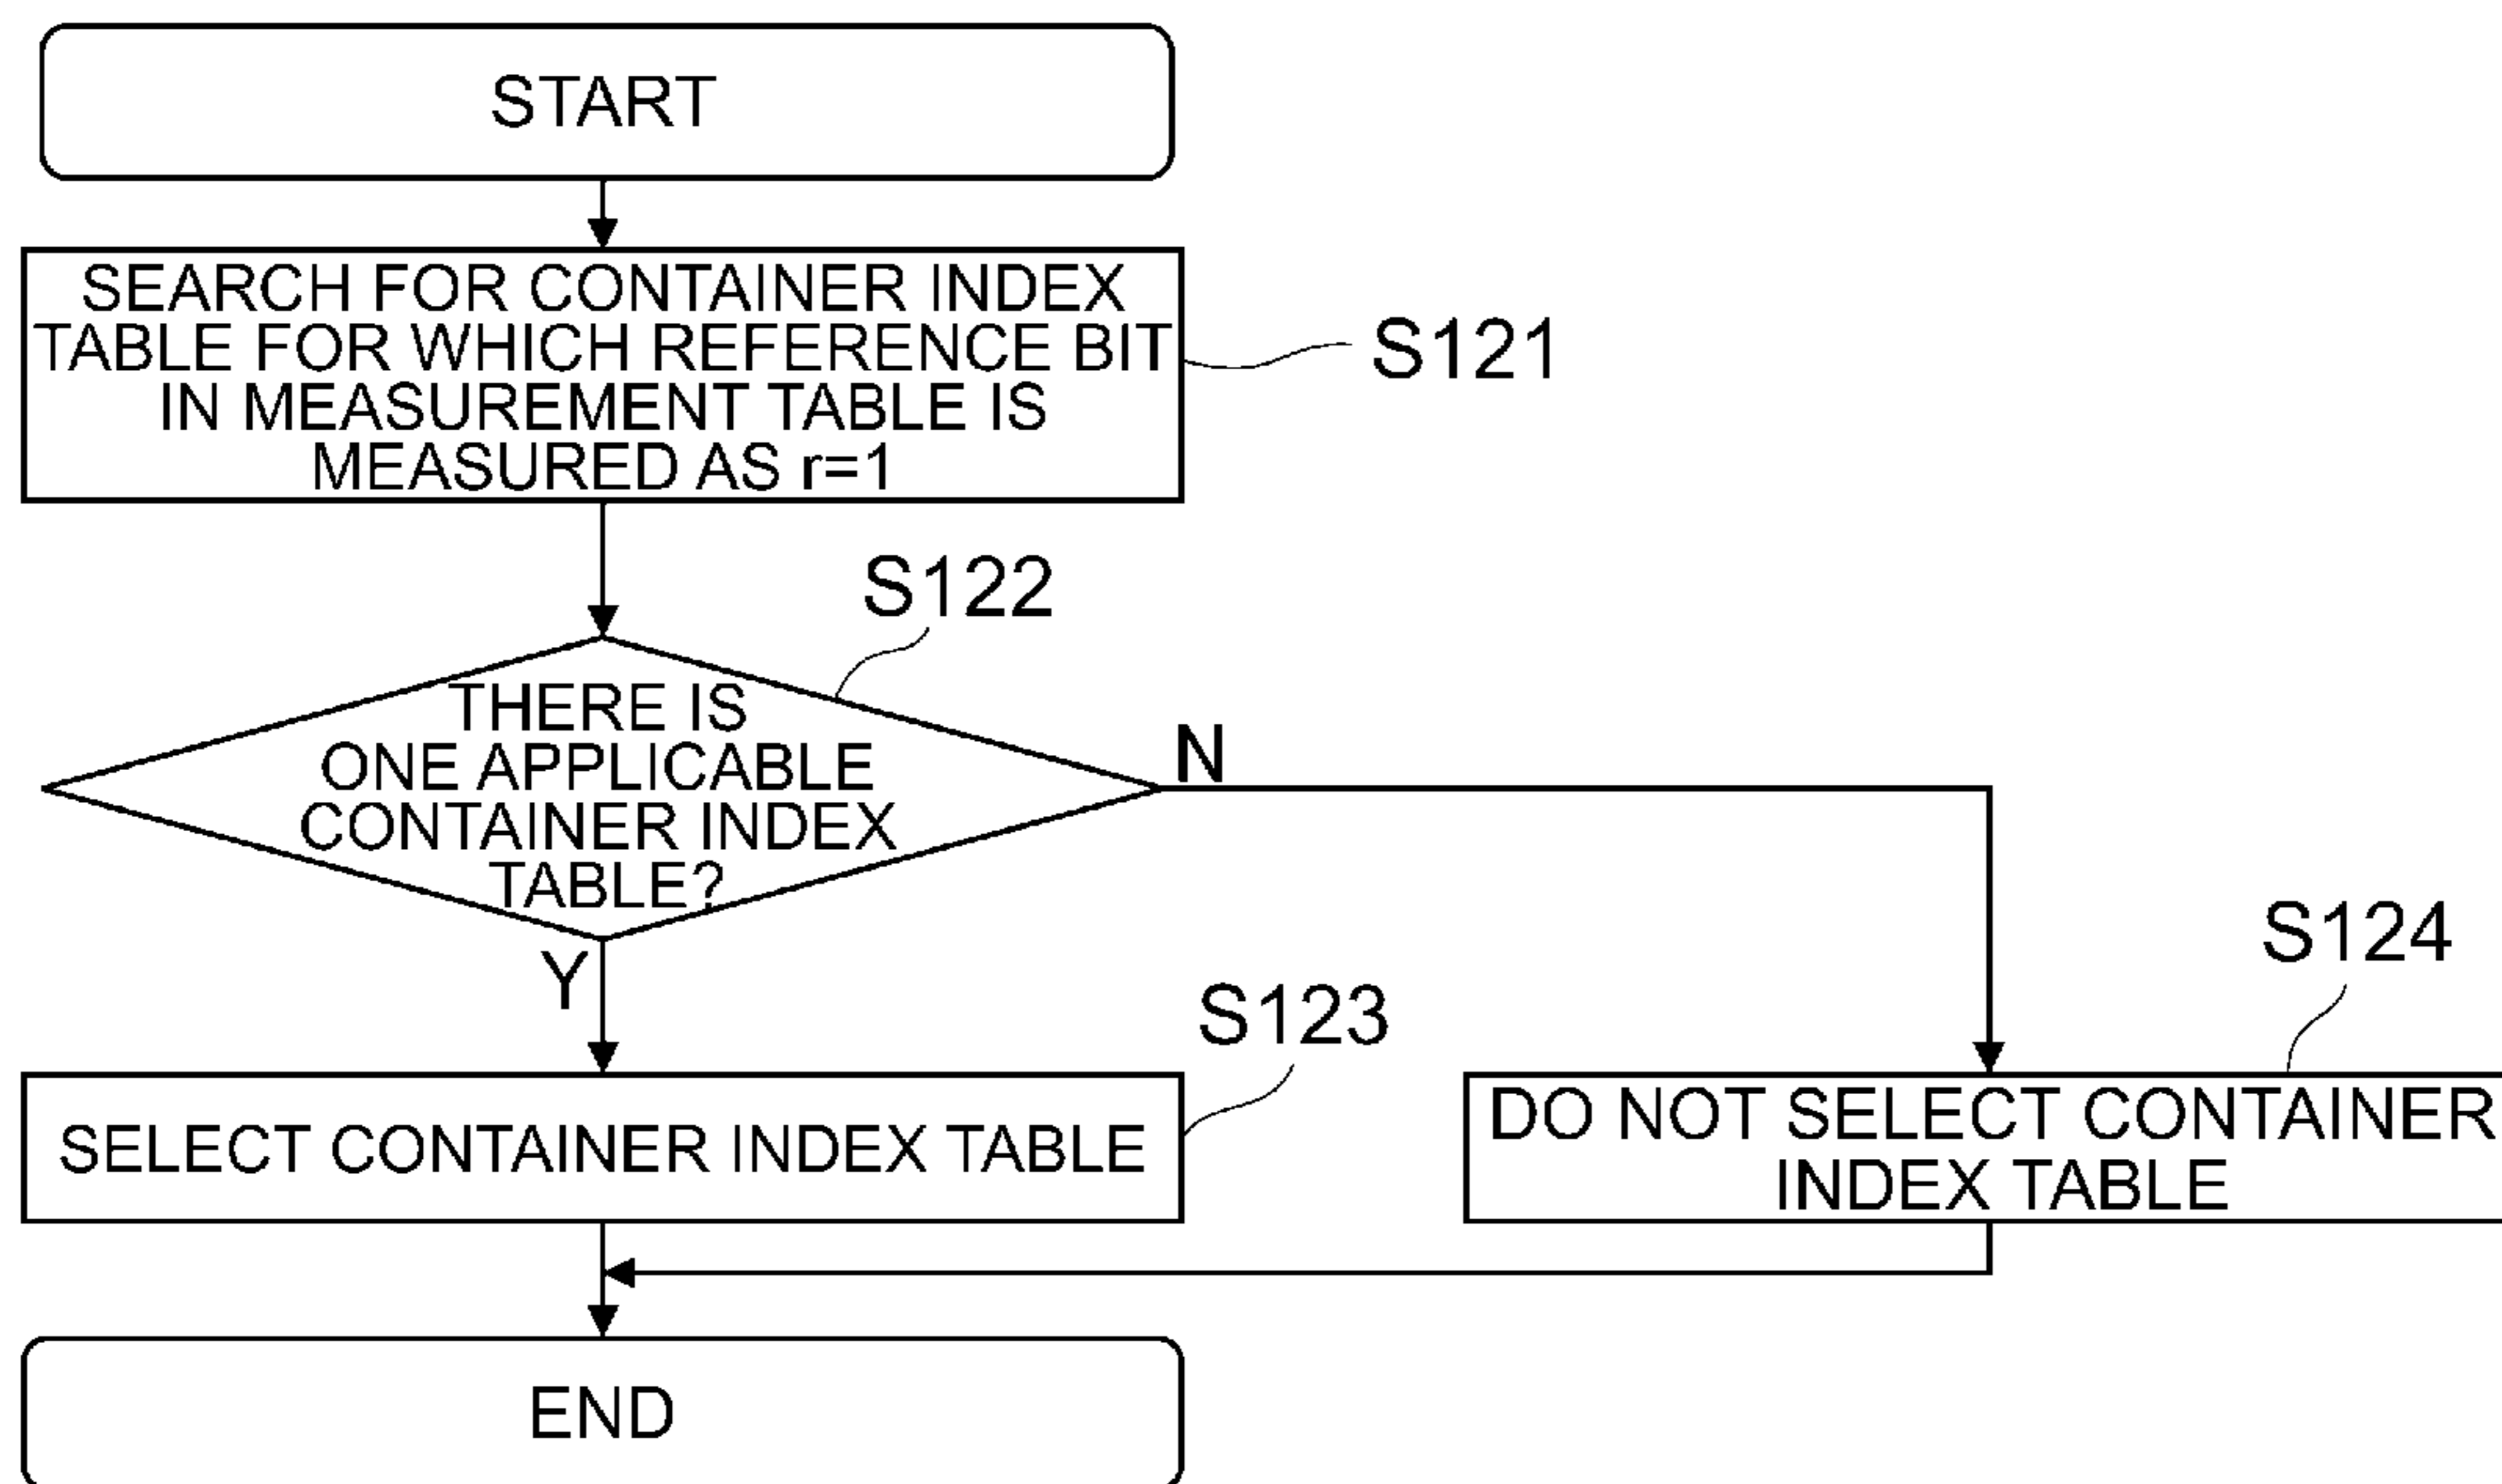 START
SEARCH FOR CONTAINER INDEX
TABLE FOR WHICH REFERENCE BIT
IN MEASUREMENT TABLE IS
MEASURED AS r=1
S121
S122
THERE IS
ONE APPLICABLE
CONTAINER INDEX
TABLE?
N
Y
S123
SELECT CONTAINER INDEX TABLE
S124
DO NOT SELECT CONTAINER
INDEX TABLE
END